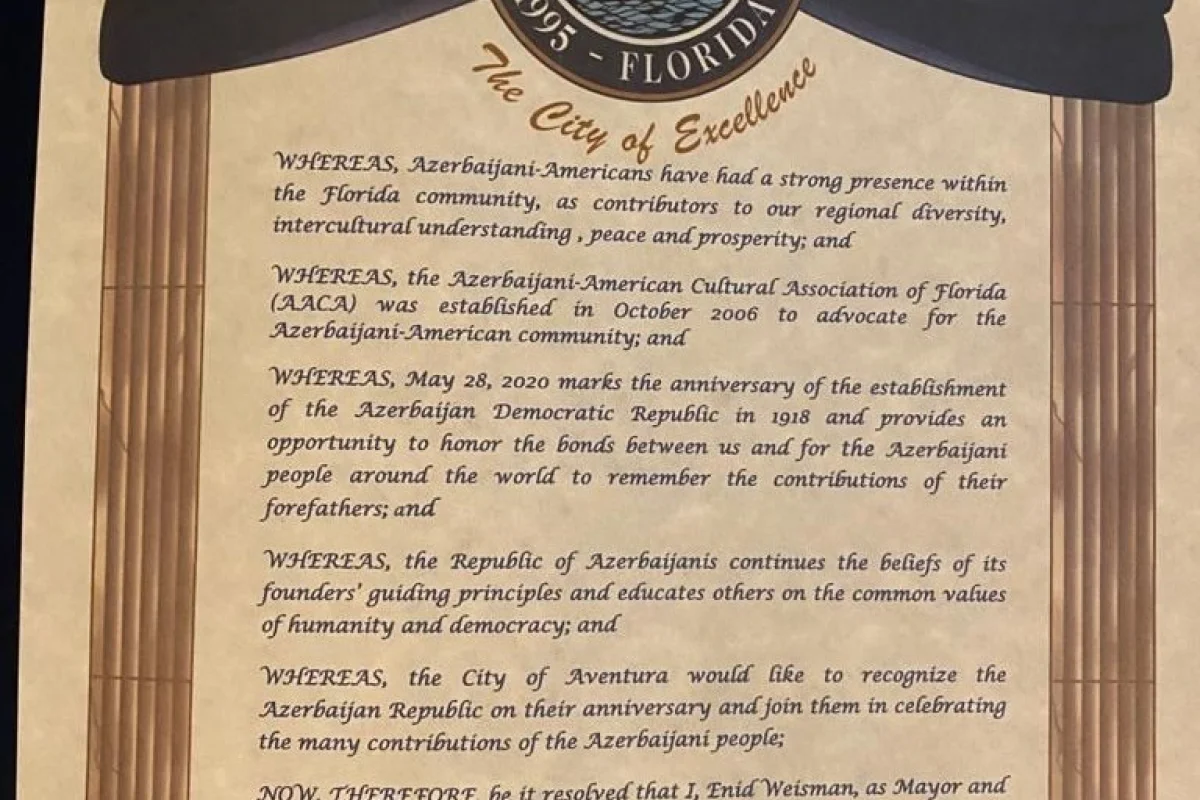 1995 - FLORIDA
The City of Excellence
WHEREAS, Azerbaijani-Americans have had a strong presence within
the Florida community, as contributors to our regional diversity,
intercultural understanding , peace and prosperity; and
WHEREAS, the Azerbaijani-American Cultural Association of Florida
(AACA) was established in October 2006 to advocate for the
Azerbaijani-American community; and
WHEREAS, May 28, 2020 marks the anniversary of the establishment
of the Azerbaijan Democratic Republic in 1918 and provides an
opportunity to honor the bonds between us and for the Azerbaijani
people around the world to remember the contributions of their
forefathers; and
WHEREAS, the Republic of Azerbaijanis continues the beliefs of its
founders' guiding principles and educates others on the common values
of humanity and democracy; and
WHEREAS, the City of Aventura would like to recognize the
Azerbaijan Republic on their anniversary and join them in celebrating
the many contributions of the Azerbaijani people;
NOW, THEREFORE, be it resolved that I, Enid Weisman, as Mayor and